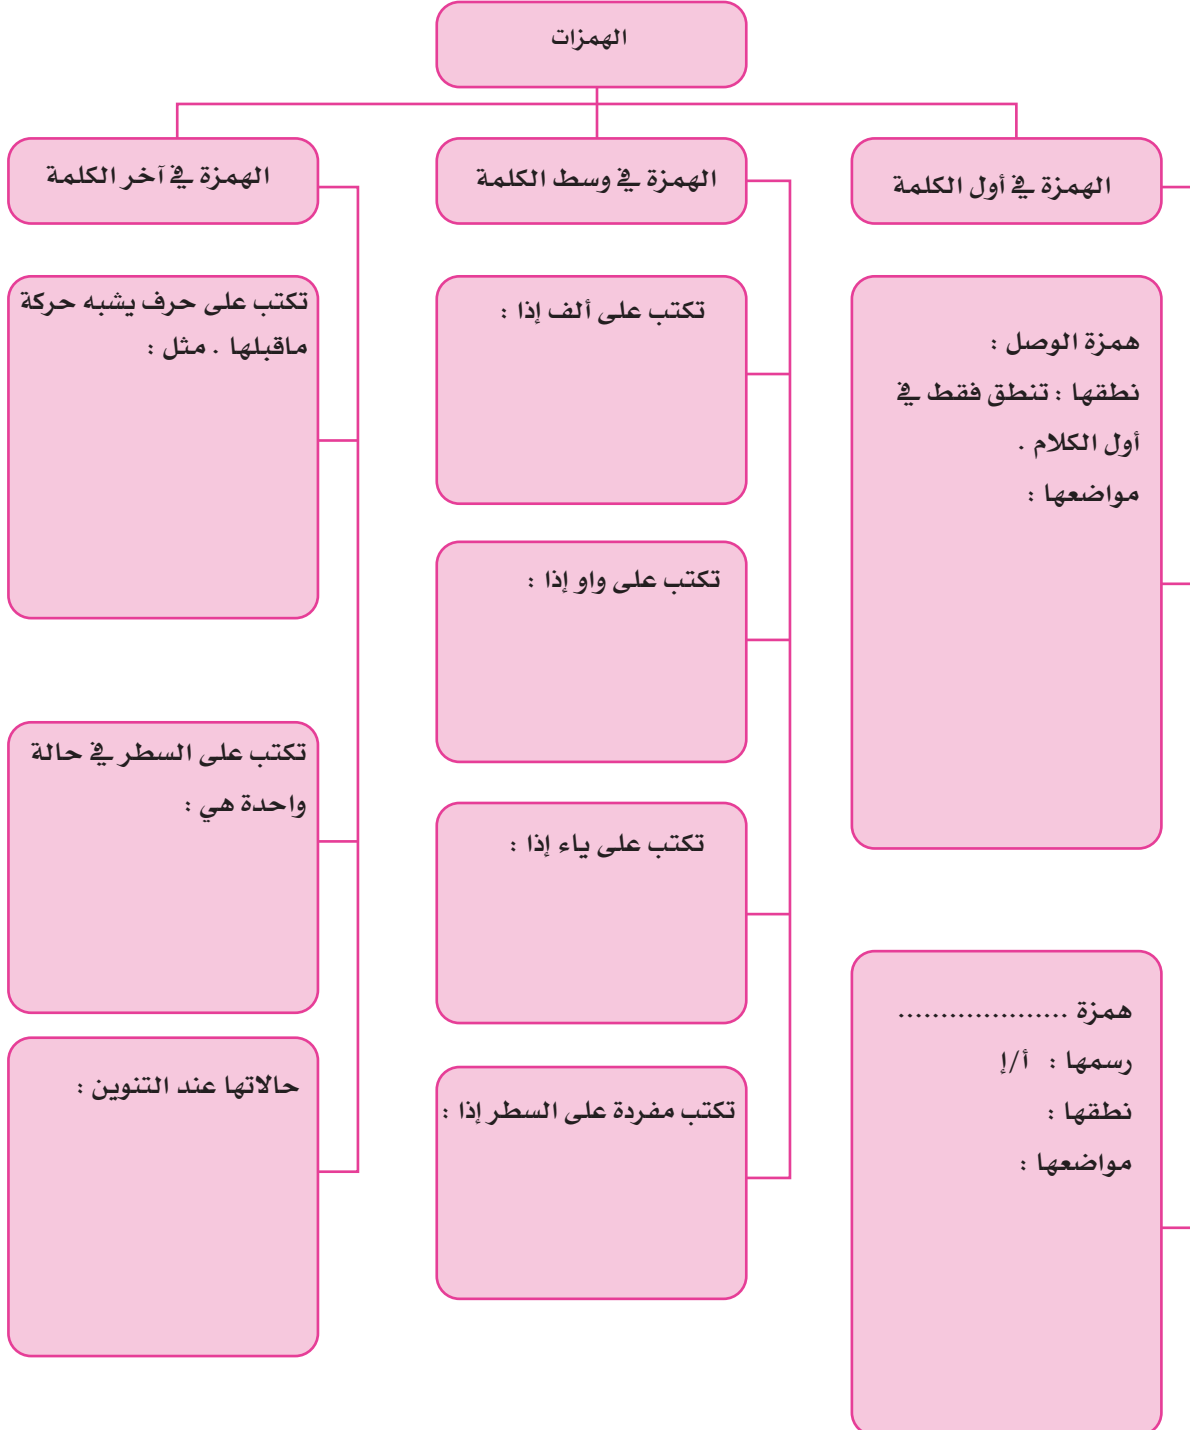 الهمزات
الهمزة في أول الكلمة
همزة الوصل :
نطقها : تنطق فقط في
أول الكلام .
مواضعها :
همزة ....................
رسمها : أ/إ
نطقها :
مواضعها :
الهمزة في وسط الكلمة
تكتب على ألف إذا :
تكتب على واو إذا :
تكتب على ياء إذا :
تكتب مفردة على السطر إذا :
الهمزة في آخر الكلمة
تكتب على حرف يشبه حركة
ماقبلها . مثل :
تكتب على السطر في حالة
واحدة هي :
حالاتها عند التنوين :